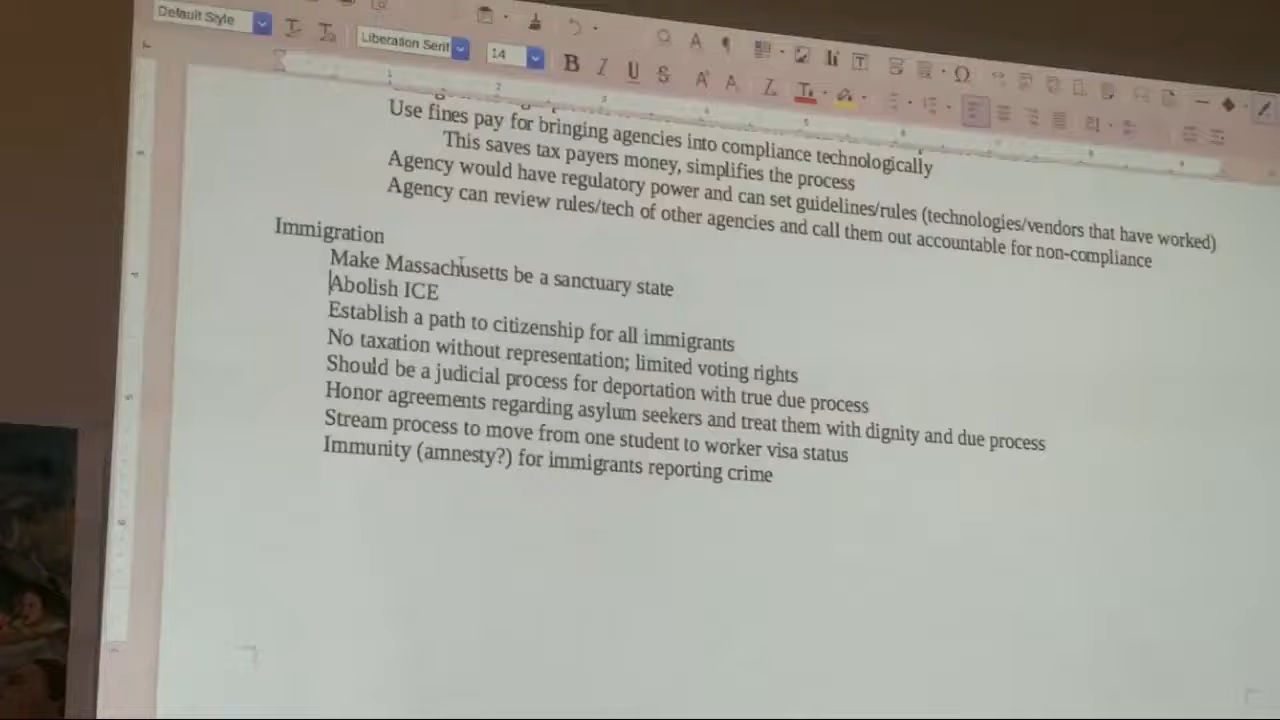 Default Style
Liberation Serif
14
Use fines pay for bringing agencies into compliance technologically
This saves tax payers money, simplifies the process
Agency would have regulatory power and can set guidelines/rules (technologies/vendors that have worked)
Agency can review rules/tech of other agencies and call them out accountable for non-compliance
Immigration
Make Massachusetts be a sanctuary state
Abolish ICE
Establish a path to citizenship for all immigrants
No taxation without representation; limited voting rights
Should be a judicial process for deportation with true due process
Honor agreements regarding asylum seekers and treat them with dignity and due process
Stream process to move from one student to worker visa status
Immunity (amnesty?) for immigrants reporting crime